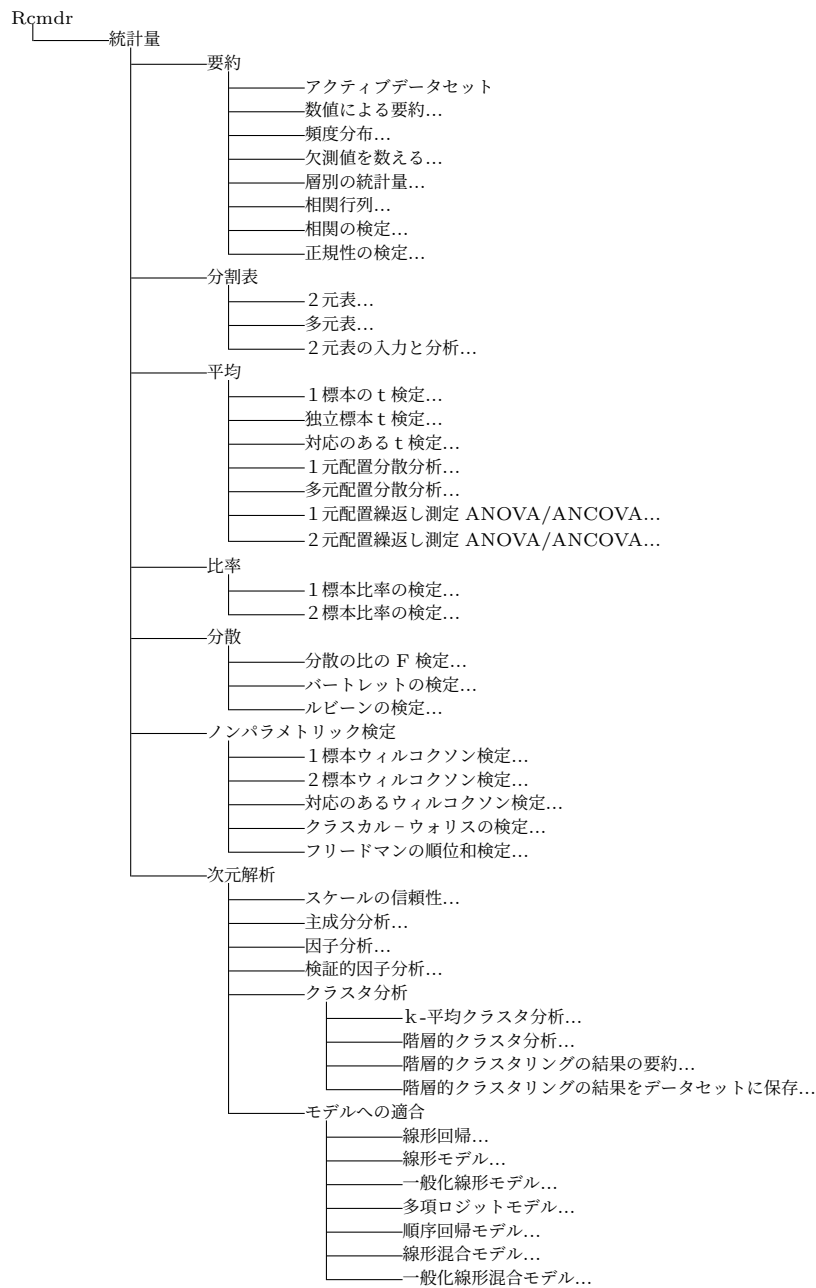 Rcmdr
統計量
要約
アクティブデータセット
数値による要約...
頻度分布...
欠測値を数える...
層別の統計量...
相関行列...
相関の検定...
正規性の検定...
分割表
２元表...
多元表...
２元表の入力と分析...
平均
１標本のｔ検定...
独立標本ｔ検定...
対応のあるｔ検定...
１元配置分散分析...
多元配置分散分析...
１元配置繰返し測定 ANOVA/ANCOVA...
２元配置繰返し測定 ANOVA/ANCOVA...
比率
１標本比率の検定...
２標本比率の検定...
分散
分散の比の F 検定...
バートレットの検定...
ルビーンの検定...
ノンパラメトリック検定
１標本ウィルコクソン検定...
２標本ウィルコクソン検定...
対応のあるウィルコクソン検定...
クラスカル－ウォリスの検定...
フリードマンの順位和検定...
次元解析
スケールの信頼性...
主成分分析...
因子分析...
検証的因子分析...
クラスタ分析
ｋ-平均クラスタ分析...
階層的クラスタ分析...
階層的クラスタリングの結果の要約...
階層的クラスタリングの結果をデータセットに保存...
モデルへの適合
線形回帰...
線形モデル...
一般化線形モデル...
多項ロジットモデル...
順序回帰モデル...
線形混合モデル...
一般化線形混合モデル...